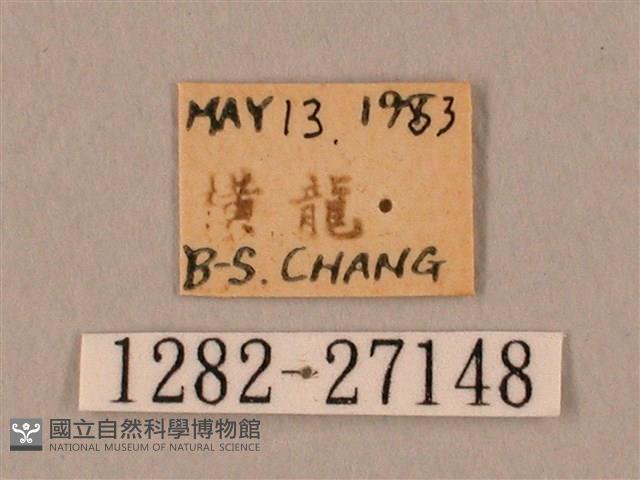 MAY 13. 1983
橫龍
B-S. CHANG
1282-27148
國立自然科學博物館
NATIONAL MUSEUM OF NATURAL SCIENCE